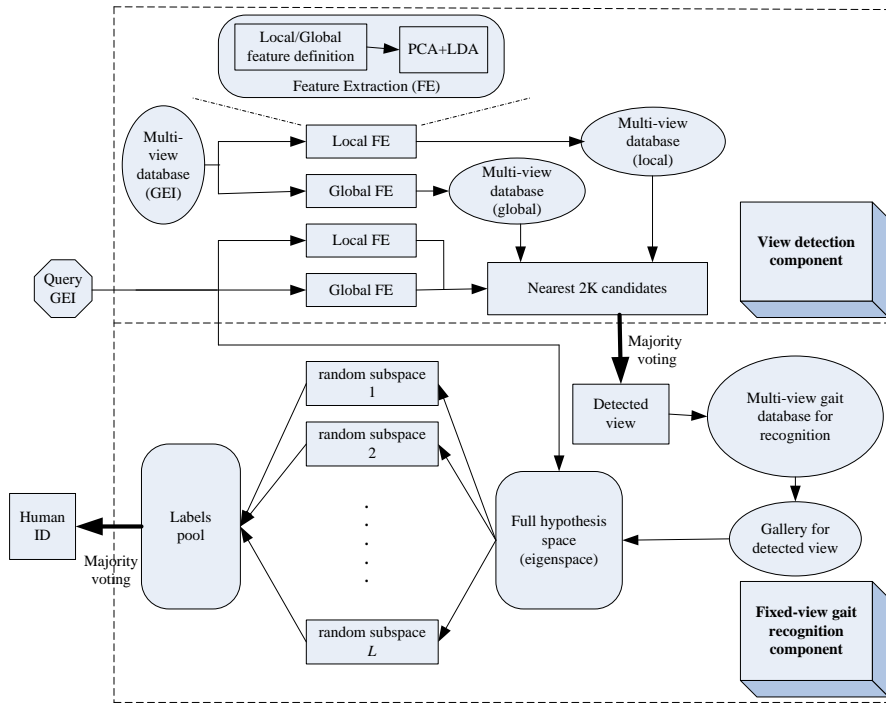 Local/Global
feature definition
PCA+LDA
Feature Extraction (FE)
Multi-
view
database
(GEI)
Local FE
Multi-view
database
(local)
Global FE
Multi-view
database
(global)
Local FE
View detection
component
Query
GEI
Global FE
Nearest 2K candidates
Majority
voting
random subspace
1
Detected
view
Multi-view gait
database for
recognition
random subspace
2
Human
ID
Majority
voting
Labels
pool
Full hypothesis
space
(eigenspace)
Gallery for
detected view
random subspace
L
Fixed-view gait
recognition
component